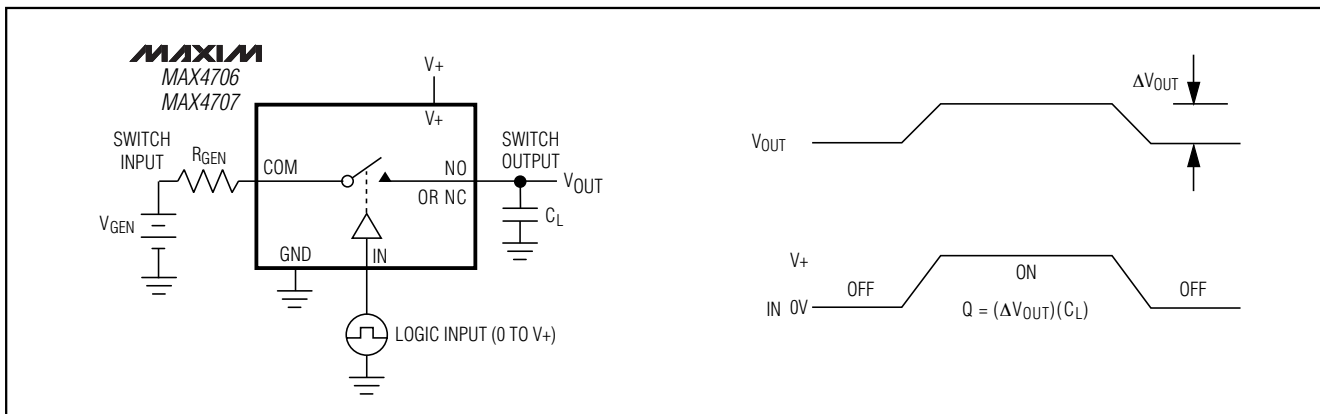 MAXIM
MAX4706
MAX4707
V+
V+
SWITCH
INPUT
RGEN
COM
NO
OR NC
SWITCH
OUTPUT
VOUT
CL
VGEN
GND
IN
LOGIC INPUT (0 TO V+)
ΔVOUT
VOUT
V+
IN 0V
OFF
ON
OFF
Q = (ΔVOUT)(CL)